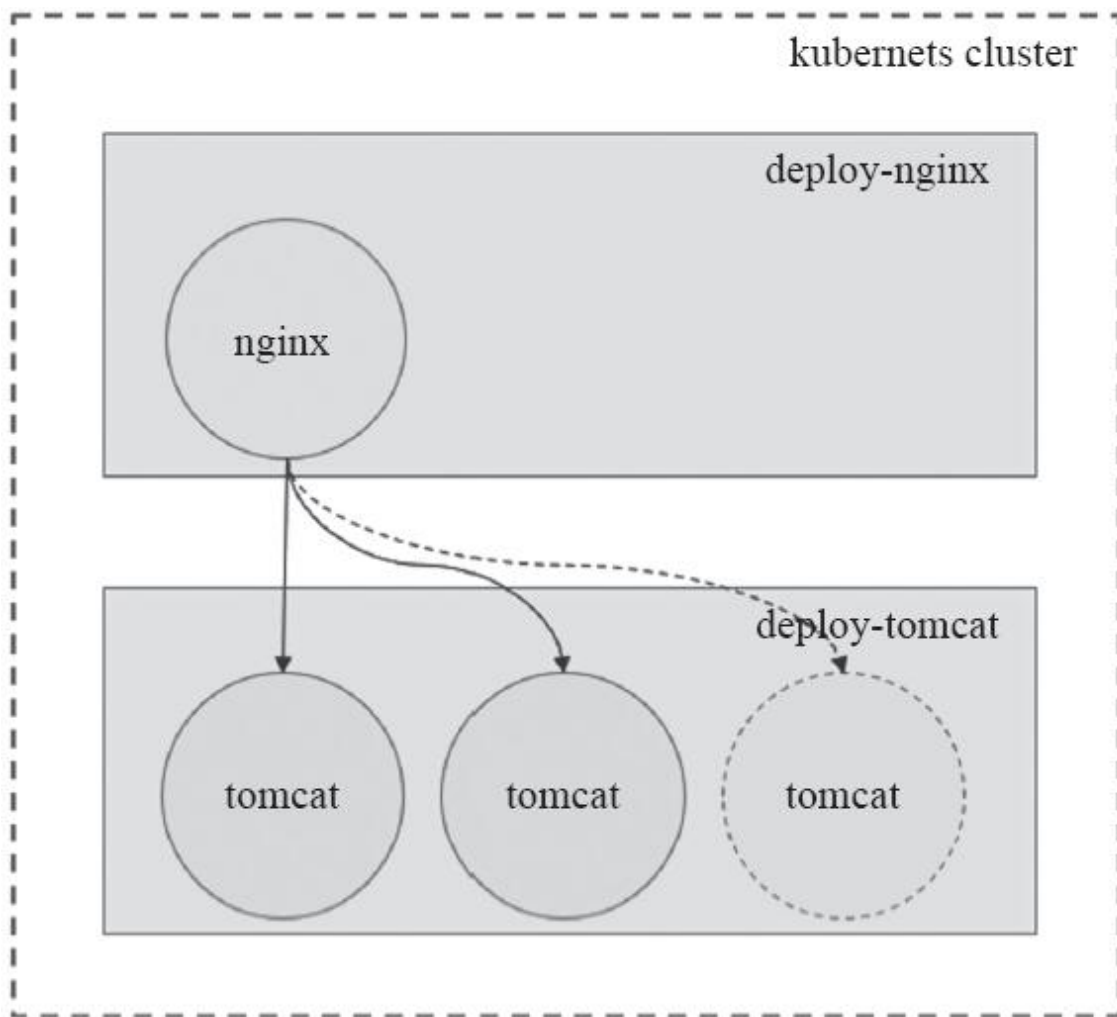 kubernets cluster
deploy-nginx
nginx
deploy-tomcat
tomcat
tomcat
tomcat